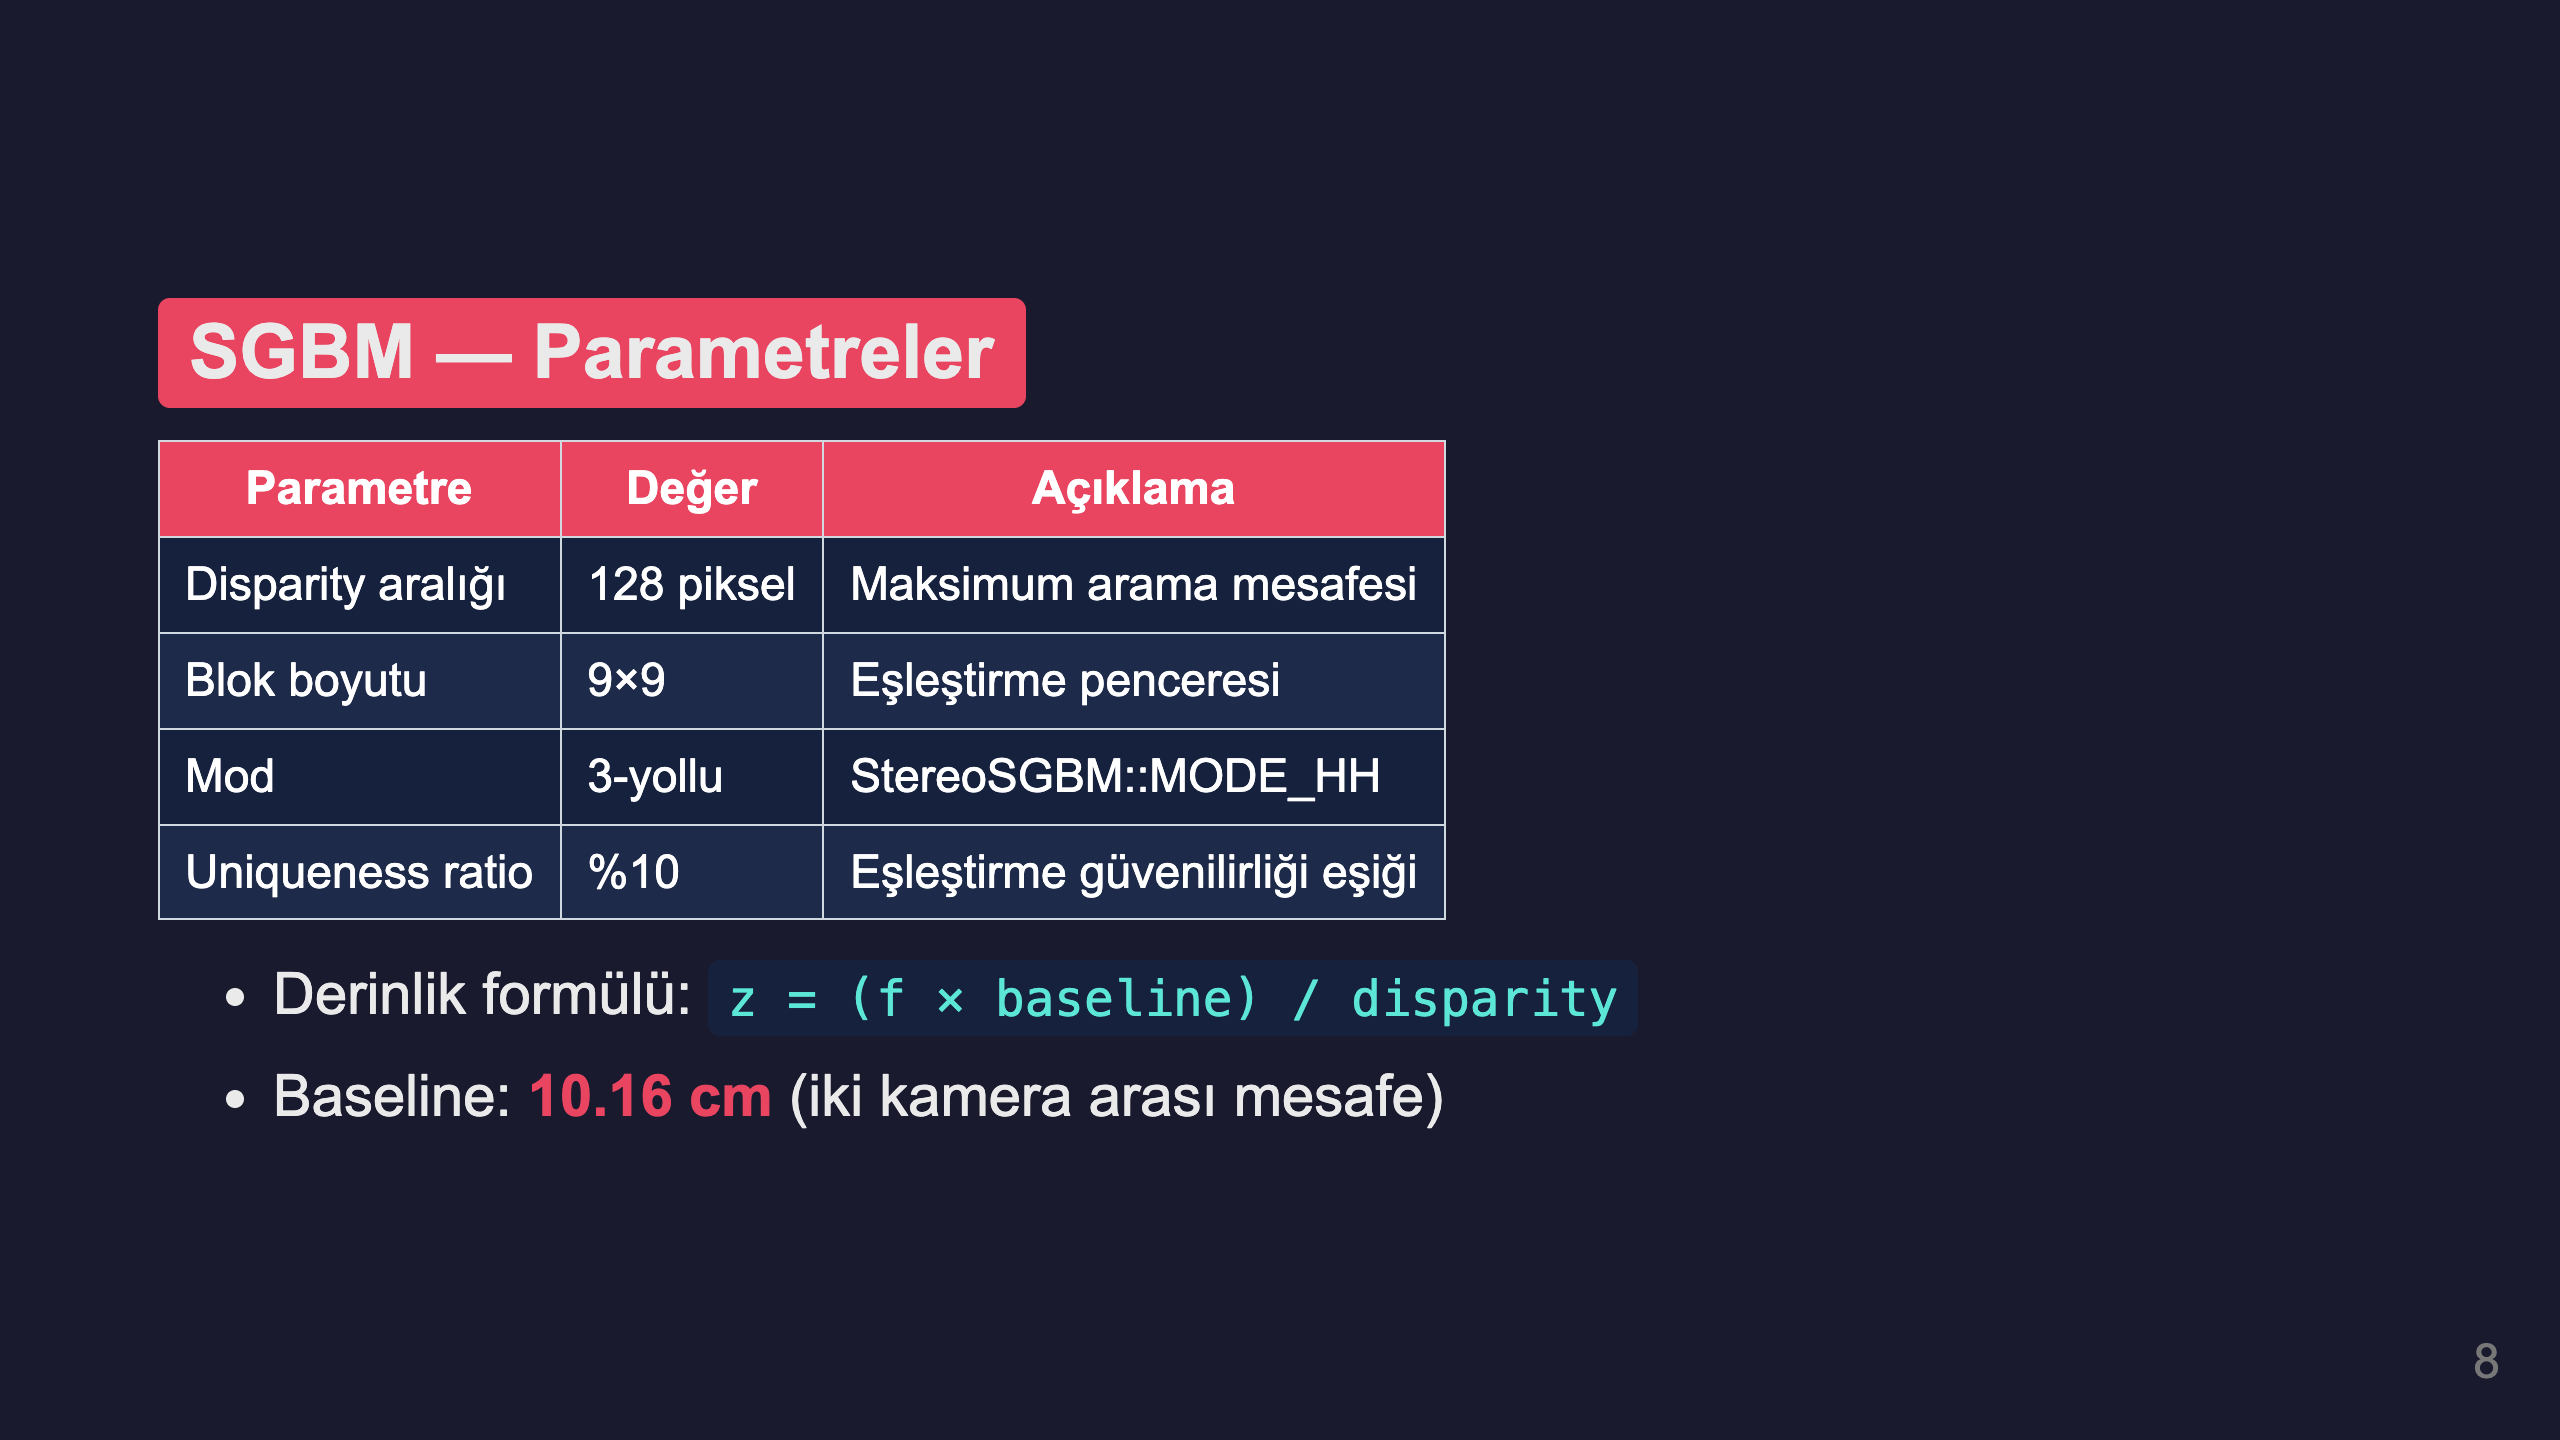 SGBM — Parametreler
Parametre Değer Açıklama
Disparity aralığı 128 piksel Maksimum arama mesafesi
Blok boyutu 9×9 Eşleştirme penceresi
Mod 3-yollu StereoSGBM::MODE_HH
Uniqueness ratio %10 Eşleştirme güvenilirliği eşiği
• Derinlik formülü: z = (f × baseline) / disparity
• Baseline: 10.16 cm (iki kamera arası mesafe)
8